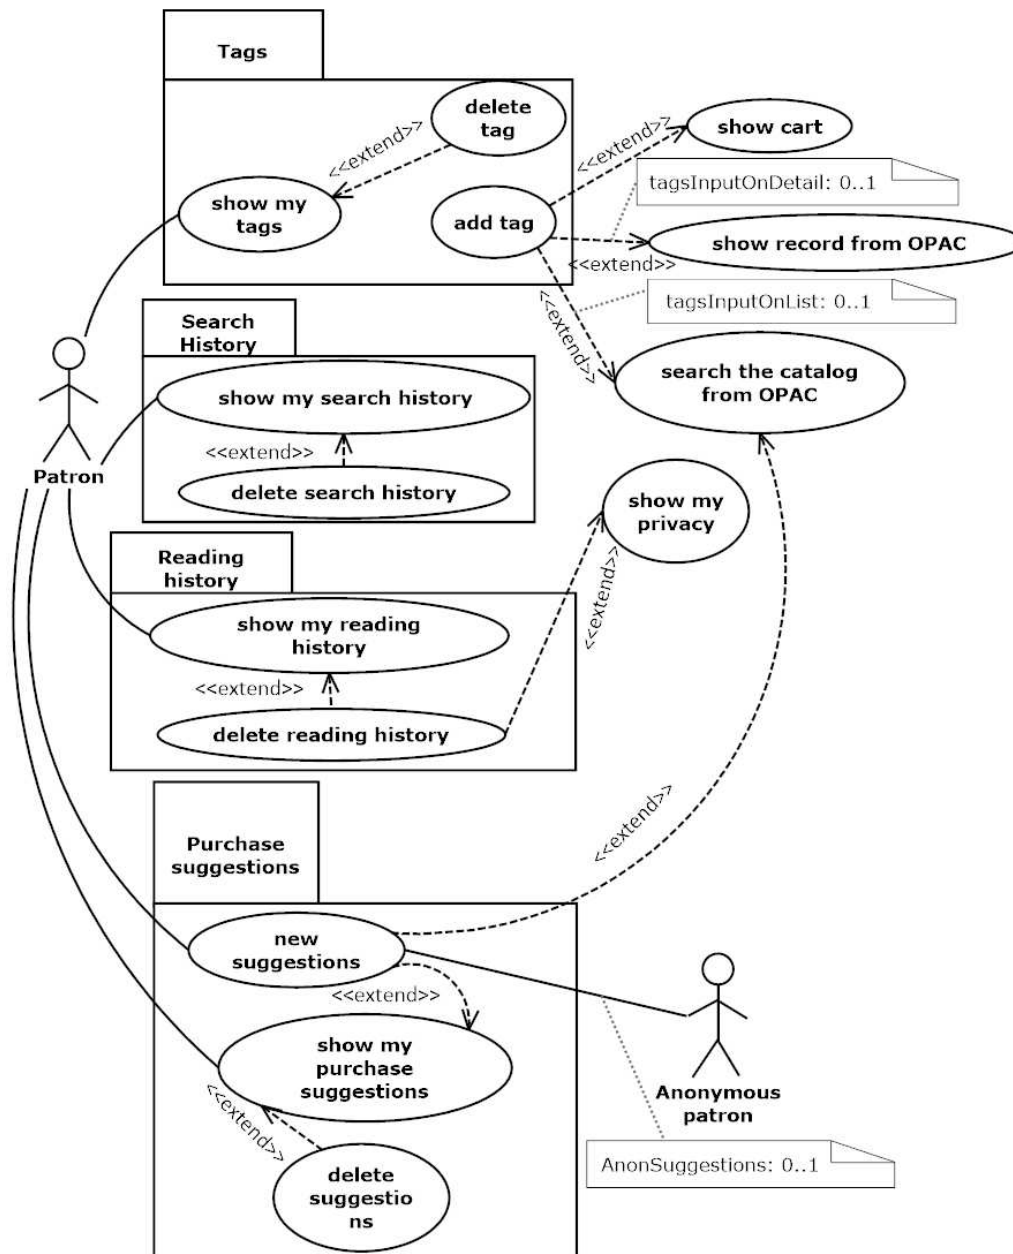 Tags
delete
tag
<<extend>>
show my
tags
add tag
<<extend>>
show cart
tagsInputOnDetail: 0..1
show record from OPAC
<<extend>>
tagsInputOnList: 0..1
<<extend>>
search the catalog
from OPAC
Search
History
show my search history
<<extend>>
delete search history
Patron
show my
privacy
<<extend>>
Reading
history
show my reading
history
<<extend>>
delete reading history
<<extend>>
Purchase
suggestions
new
suggestions
<<extend>>
show my
purchase
suggestions
<<extend>>
delete
suggestio
ns
Anonymous
patron
AnonSuggestions: 0..1